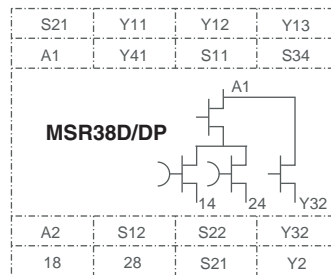 S21 Y11 Y12 Y13
A1 Y41 S11 S34
A1
MSR38D/DP
14 24 Y32
A2 S12 S22 Y32
18 28 S21 Y2